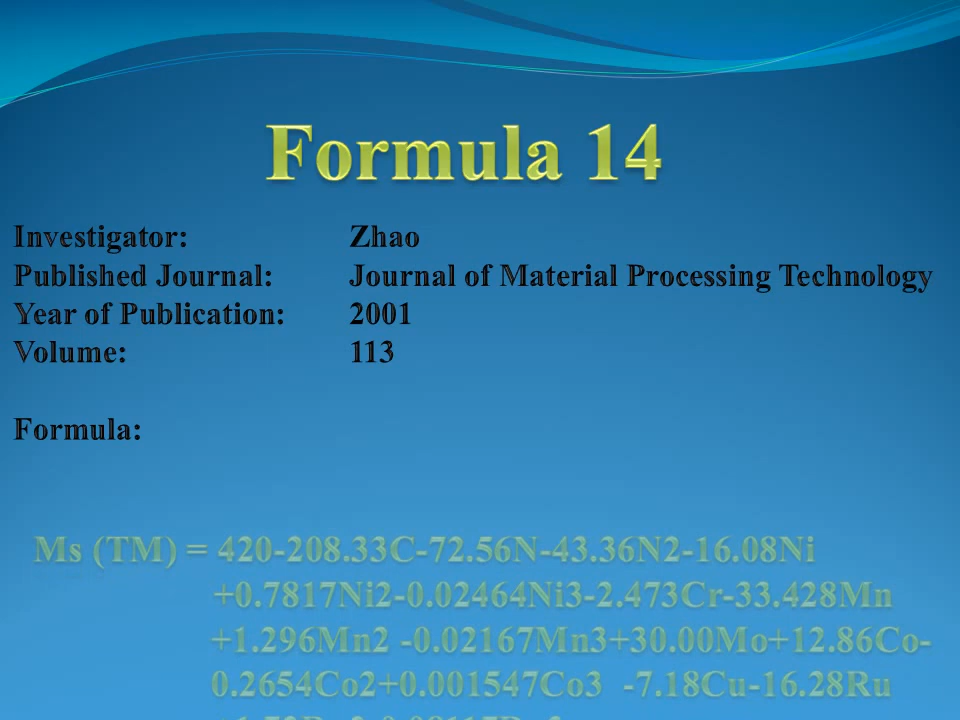 Formula 14
Investigator: Zhao
Published Journal: Journal of Material Processing Technology
Year of Publication: 2001
Volume: 113
Formula:
Ms (TM) = 420-208.33C-72.56N-43.36N2-16.08Ni
+0.7817Ni2-0.02464Ni3-2.473Cr-33.428Mn
+1.296Mn2 -0.02167Mn3+30.00Mo+12.86Co-
0.2654Co2+0.001547Co3 -7.18Cu-16.28Ru